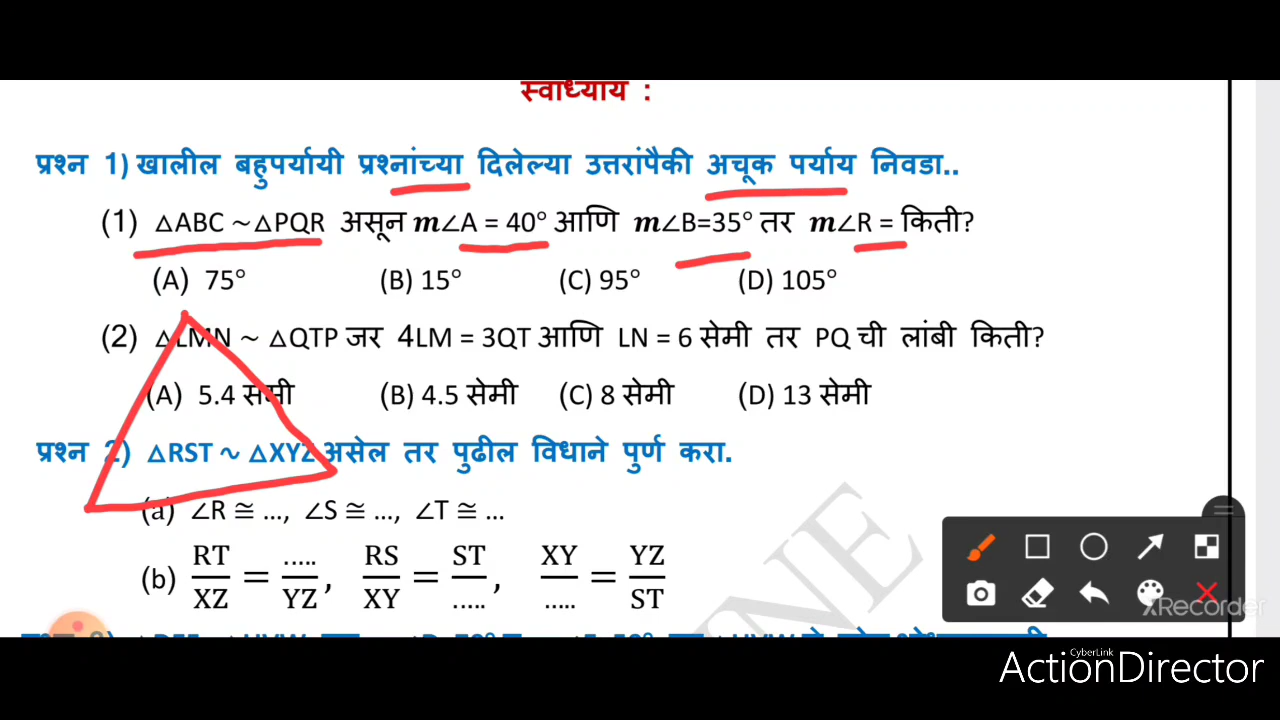 स्वाध्याय :
प्रश्न 1) खालील बहुपर्यायी प्रश्नांच्या दिलेल्या उत्तरांपैकी अचूक पर्याय निवडा..
(1) △ABC ~ △PQR असून m∠A = 40° आणि m∠B=35° तर m∠R = किती?
(A) 75° (B) 15° (C) 95° (D) 105°
(2) △LMN ~ △QTP जर 4LM = 3QT आणि LN = 6 सेमी तर PQ ची लांबी किती?
(A) 5.4 सेमी (B) 4.5 सेमी (C) 8 सेमी (D) 13 सेमी
प्रश्न 2) △RST ~ △XYZ असेल तर पुढील विधाने पुर्ण करा.
(a) ∠R ≅ ..., ∠S ≅ ..., ∠T ≅ ...
(b) RT/XZ = ...../YZ, RS/XY = ST/....., XY/..... = YZ/ST
XRecorder
CyberLink
ActionDirector